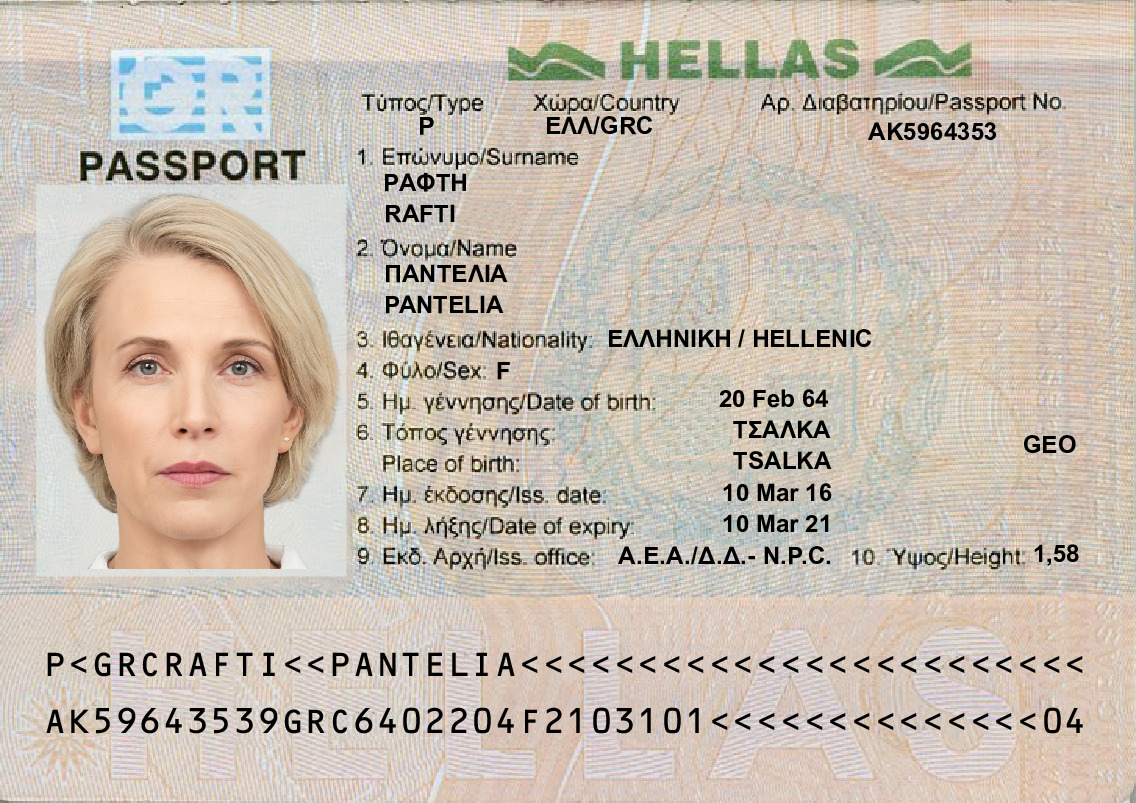 GR
HELLAS
PASSPORT
Τύπος/Type Χώρα/Country Αρ. Διαβατηρίου/Passport No.
P ΕΛΛ/GRC AK5964353
1. Επώνυμο/Surname
ΡΑΦΤΗ
RAFTI
2. Όνομα/Name
ΠΑΝΤΕΛΙΑ
PANTELIA
3. Ιθαγένεια/Nationality: ΕΛΛΗΝΙΚΗ / HELLENIC
4. Φύλο/Sex: F
5. Ημ. γέννησης/Date of birth: 20 Feb 64
6. Τόπος γέννησης: ΤΣΑΛΚΑ
Place of birth: TSALKA GEO
7. Ημ. έκδοσης/Iss. date: 10 Mar 16
8. Ημ. λήξης/Date of expiry: 10 Mar 21
9 Εκδ. Αρχή/Iss. office: Α.Ε.Α./Δ.Δ.- N.P.C. 10. Ύψος/Height: 1,58
HELLAS
P<GRCRAFTI<<PANTELIA<<<<<<<<<<<<<<<<<<<<<<<<
AK59643539GRC6402204F2103101<<<<<<<<<<<<<<04